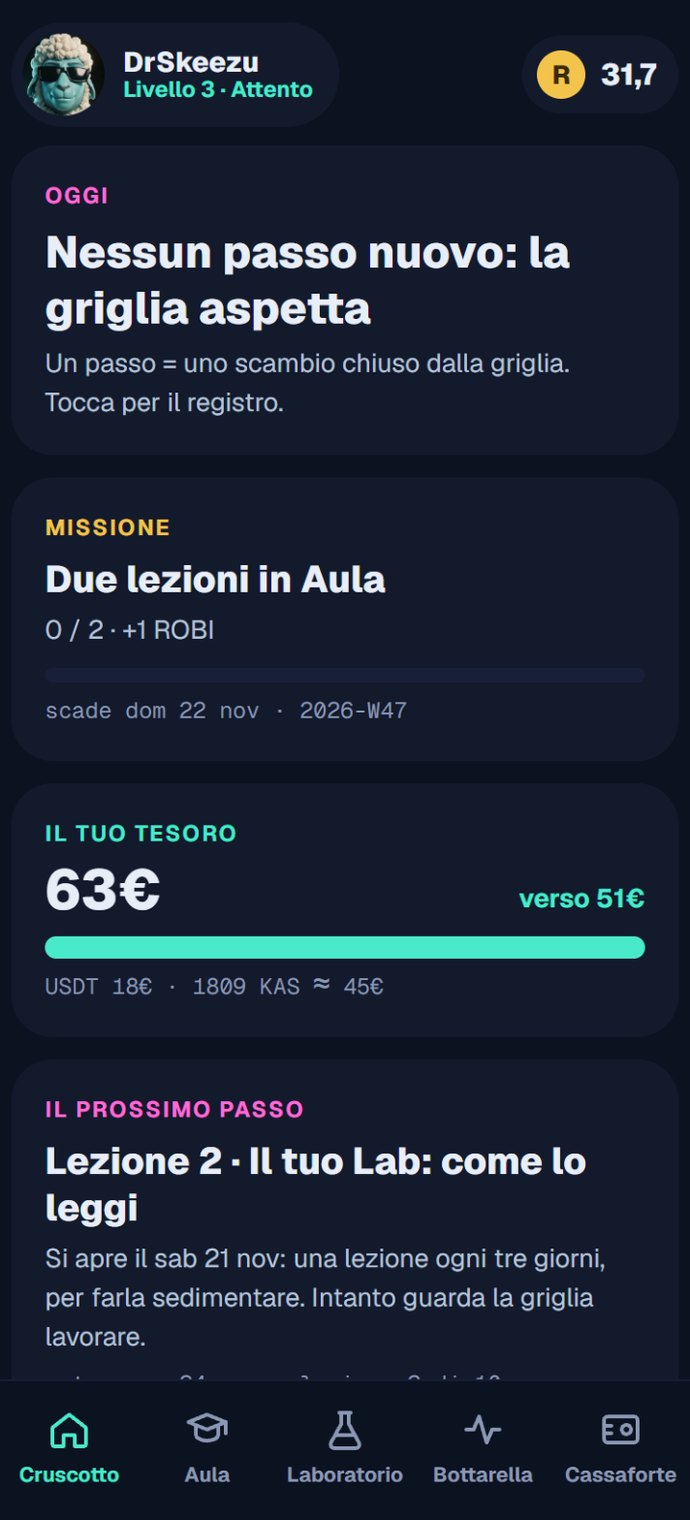 DrSkeezu
Livello 3 · Attento
R 31,7
OGGI
Nessun passo nuovo: la
griglia aspetta
Un passo = uno scambio chiuso dalla griglia.
Tocca per il registro.
MISSIONE
Due lezioni in Aula
0 / 2 · +1 ROBI
scade dom 22 nov · 2026-W47
IL TUO TESORO
63€
verso 51€
USDT 18€ · 1809 KAS ≈ 45€
IL PROSSIMO PASSO
Lezione 2 · Il tuo Lab: come lo
leggi
Si apre il sab 21 nov: una lezione ogni tre giorni,
per farla sedimentare. Intanto guarda la griglia
lavorare.
Cruscotto
Aula
Laboratorio
Bottarella
Cassaforte